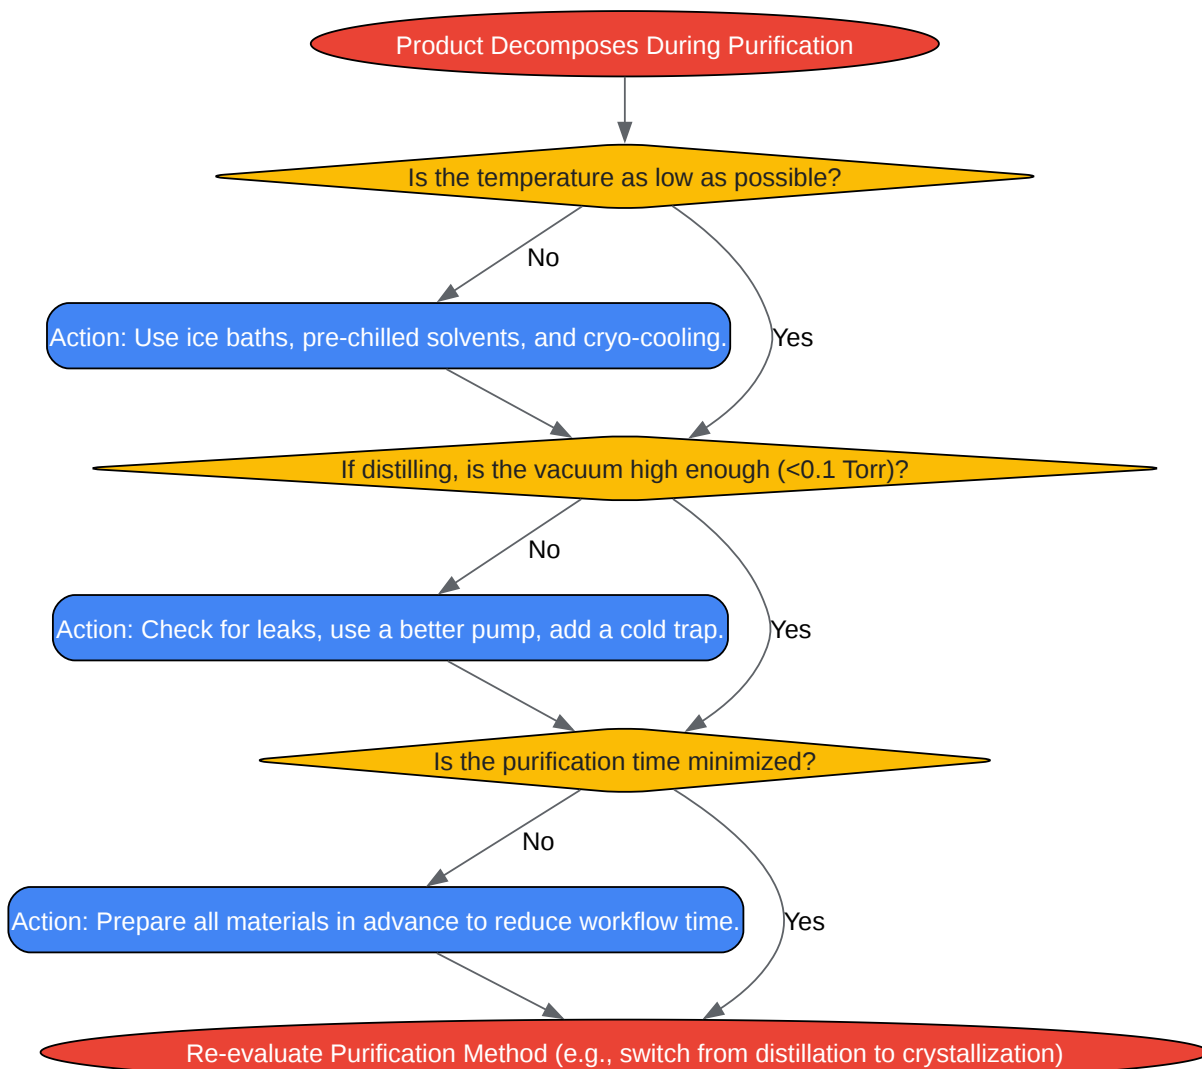 Product Decomposes During Purification
Is the temperature as low as possible?
No
Action: Use ice baths, pre-chilled solvents, and cryo-cooling.
Yes
If distilling, is the vacuum high enough (<0.1 Torr)?
No
Action: Check for leaks, use a better pump, add a cold trap.
Yes
Is the purification time minimized?
No
Action: Prepare all materials in advance to reduce workflow time.
Yes
Re-evaluate Purification Method (e.g., switch from distillation to crystallization)